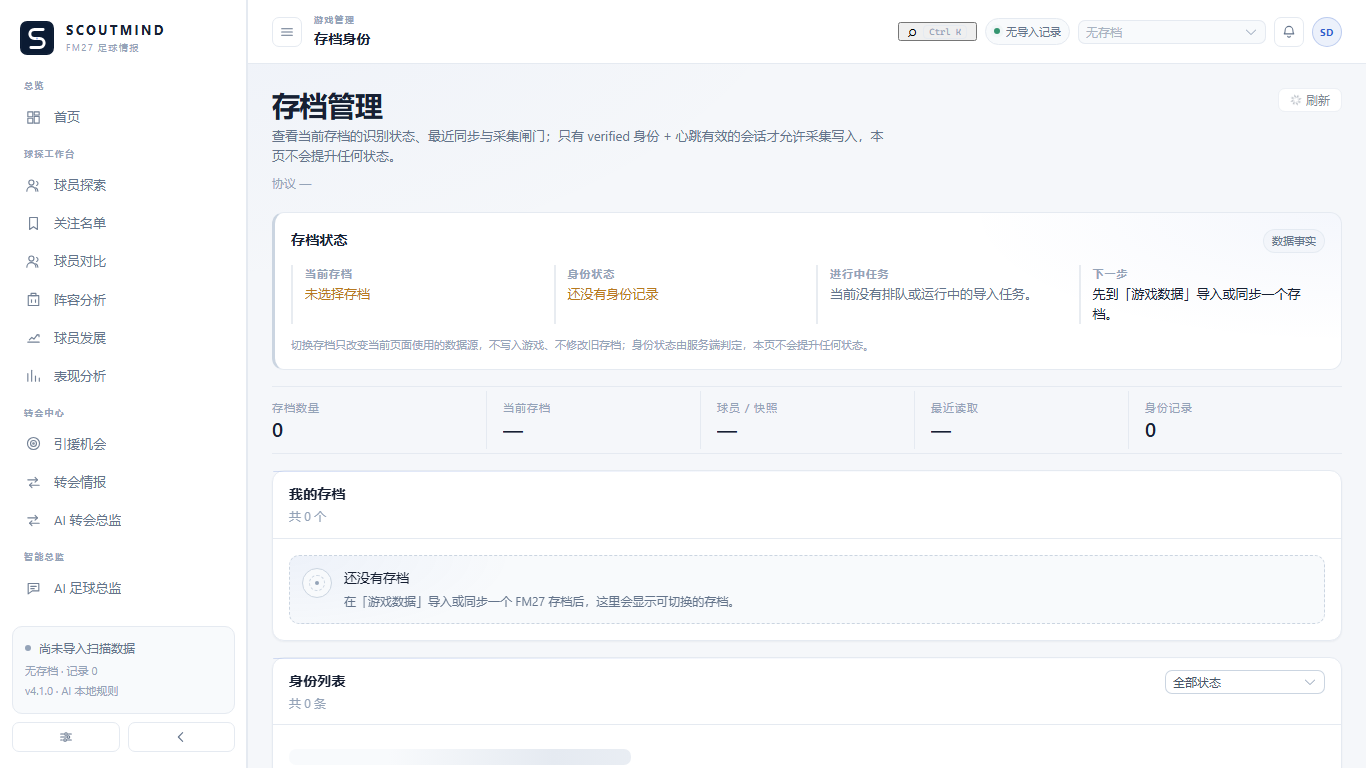 SCOUTMIND
FM27 足球情报
总览
首页
球探工作台
球员探索
关注名单
球员对比
阵容分析
球员发展
表现分析
转会中心
引援机会
转会情报
AI 转会总监
智能总监
AI 足球总监
尚未导入扫描数据
无存档 · 记录 0
v4.1.0 · AI 本地规则
游戏管理
存档身份
Ctrl K
无导入记录
无存档
SD
存档管理
刷新
查看当前存档的识别状态、最近同步与采集闸门；只有 verified 身份 + 心跳有效的会话才允许采集写入，本
页不会提升任何状态。
协议 —
存档状态
数据事实
当前存档
未选择存档
身份状态
还没有身份记录
进行中任务
当前没有排队或运行中的导入任务。
下一步
先到「游戏数据」导入或同步一个存
档。
切换存档只改变当前页面使用的数据源，不写入游戏、不修改旧存档；身份状态由服务端判定，本页不会提升任何状态。
存档数量
0
当前存档
—
球员 / 快照
—
最近读取
—
身份记录
0
我的存档
共 0 个
还没有存档
在「游戏数据」导入或同步一个 FM27 存档后，这里会显示可切换的存档。
身份列表
共 0 条
全部状态